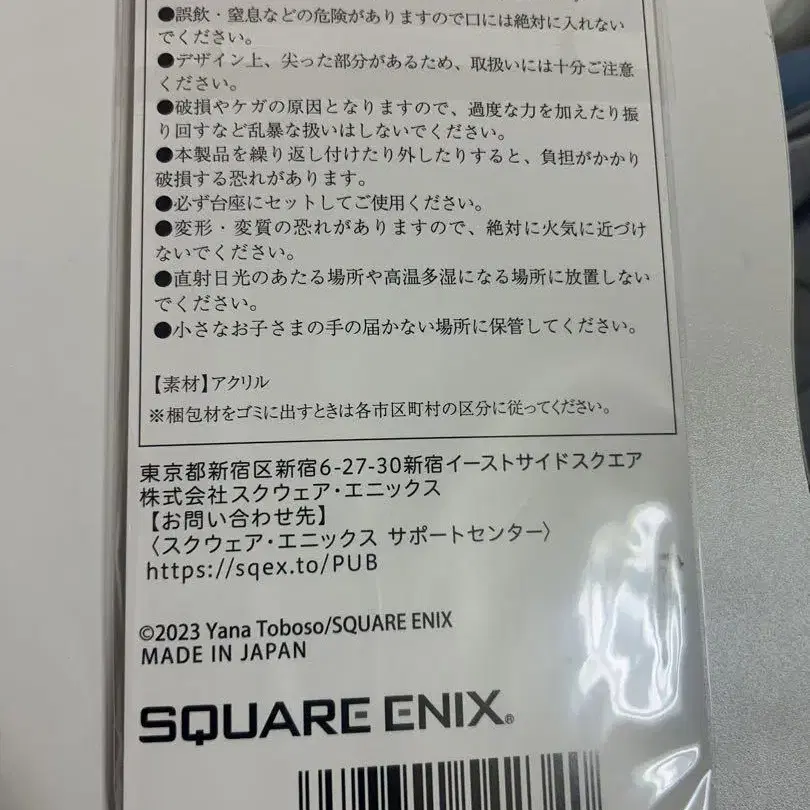 ●誤飲・窒息などの危険がありますので口には絶対に入れない
でください。
●デザイン上、尖った部分があるため、取扱いには十分ご注意
ください。
●破損やケガの原因となりますので、過度な力を加えたり振
り回すなど乱暴な扱いはしないでください。
●本製品を繰り返し付けたり外したりすると、負担がかかり
破損する恐れがあります。
●必ず台座にセットしてご使用ください。
●変形・変質の恐れがありますので、絶対に火気に近づけ
ないでください。
●直射日光のあたる場所や高温多湿になる場所に放置しない
でください。
●小さなお子さまの手の届かない場所に保管してください。
【素材】アクリル
※梱包材をゴミに出すときは各市区町村の区分に従ってください。
東京都新宿区新宿6-27-30新宿イーストサイドスクエア
株式会社スクウェア・エニックス
【お問い合わせ先】
〈スクウェア・エニックス サポートセンター〉
https://sqex.to/PUB
©2023 Yana Toboso/SQUARE ENIX
MADE IN JAPAN
SQUARE ENIX®